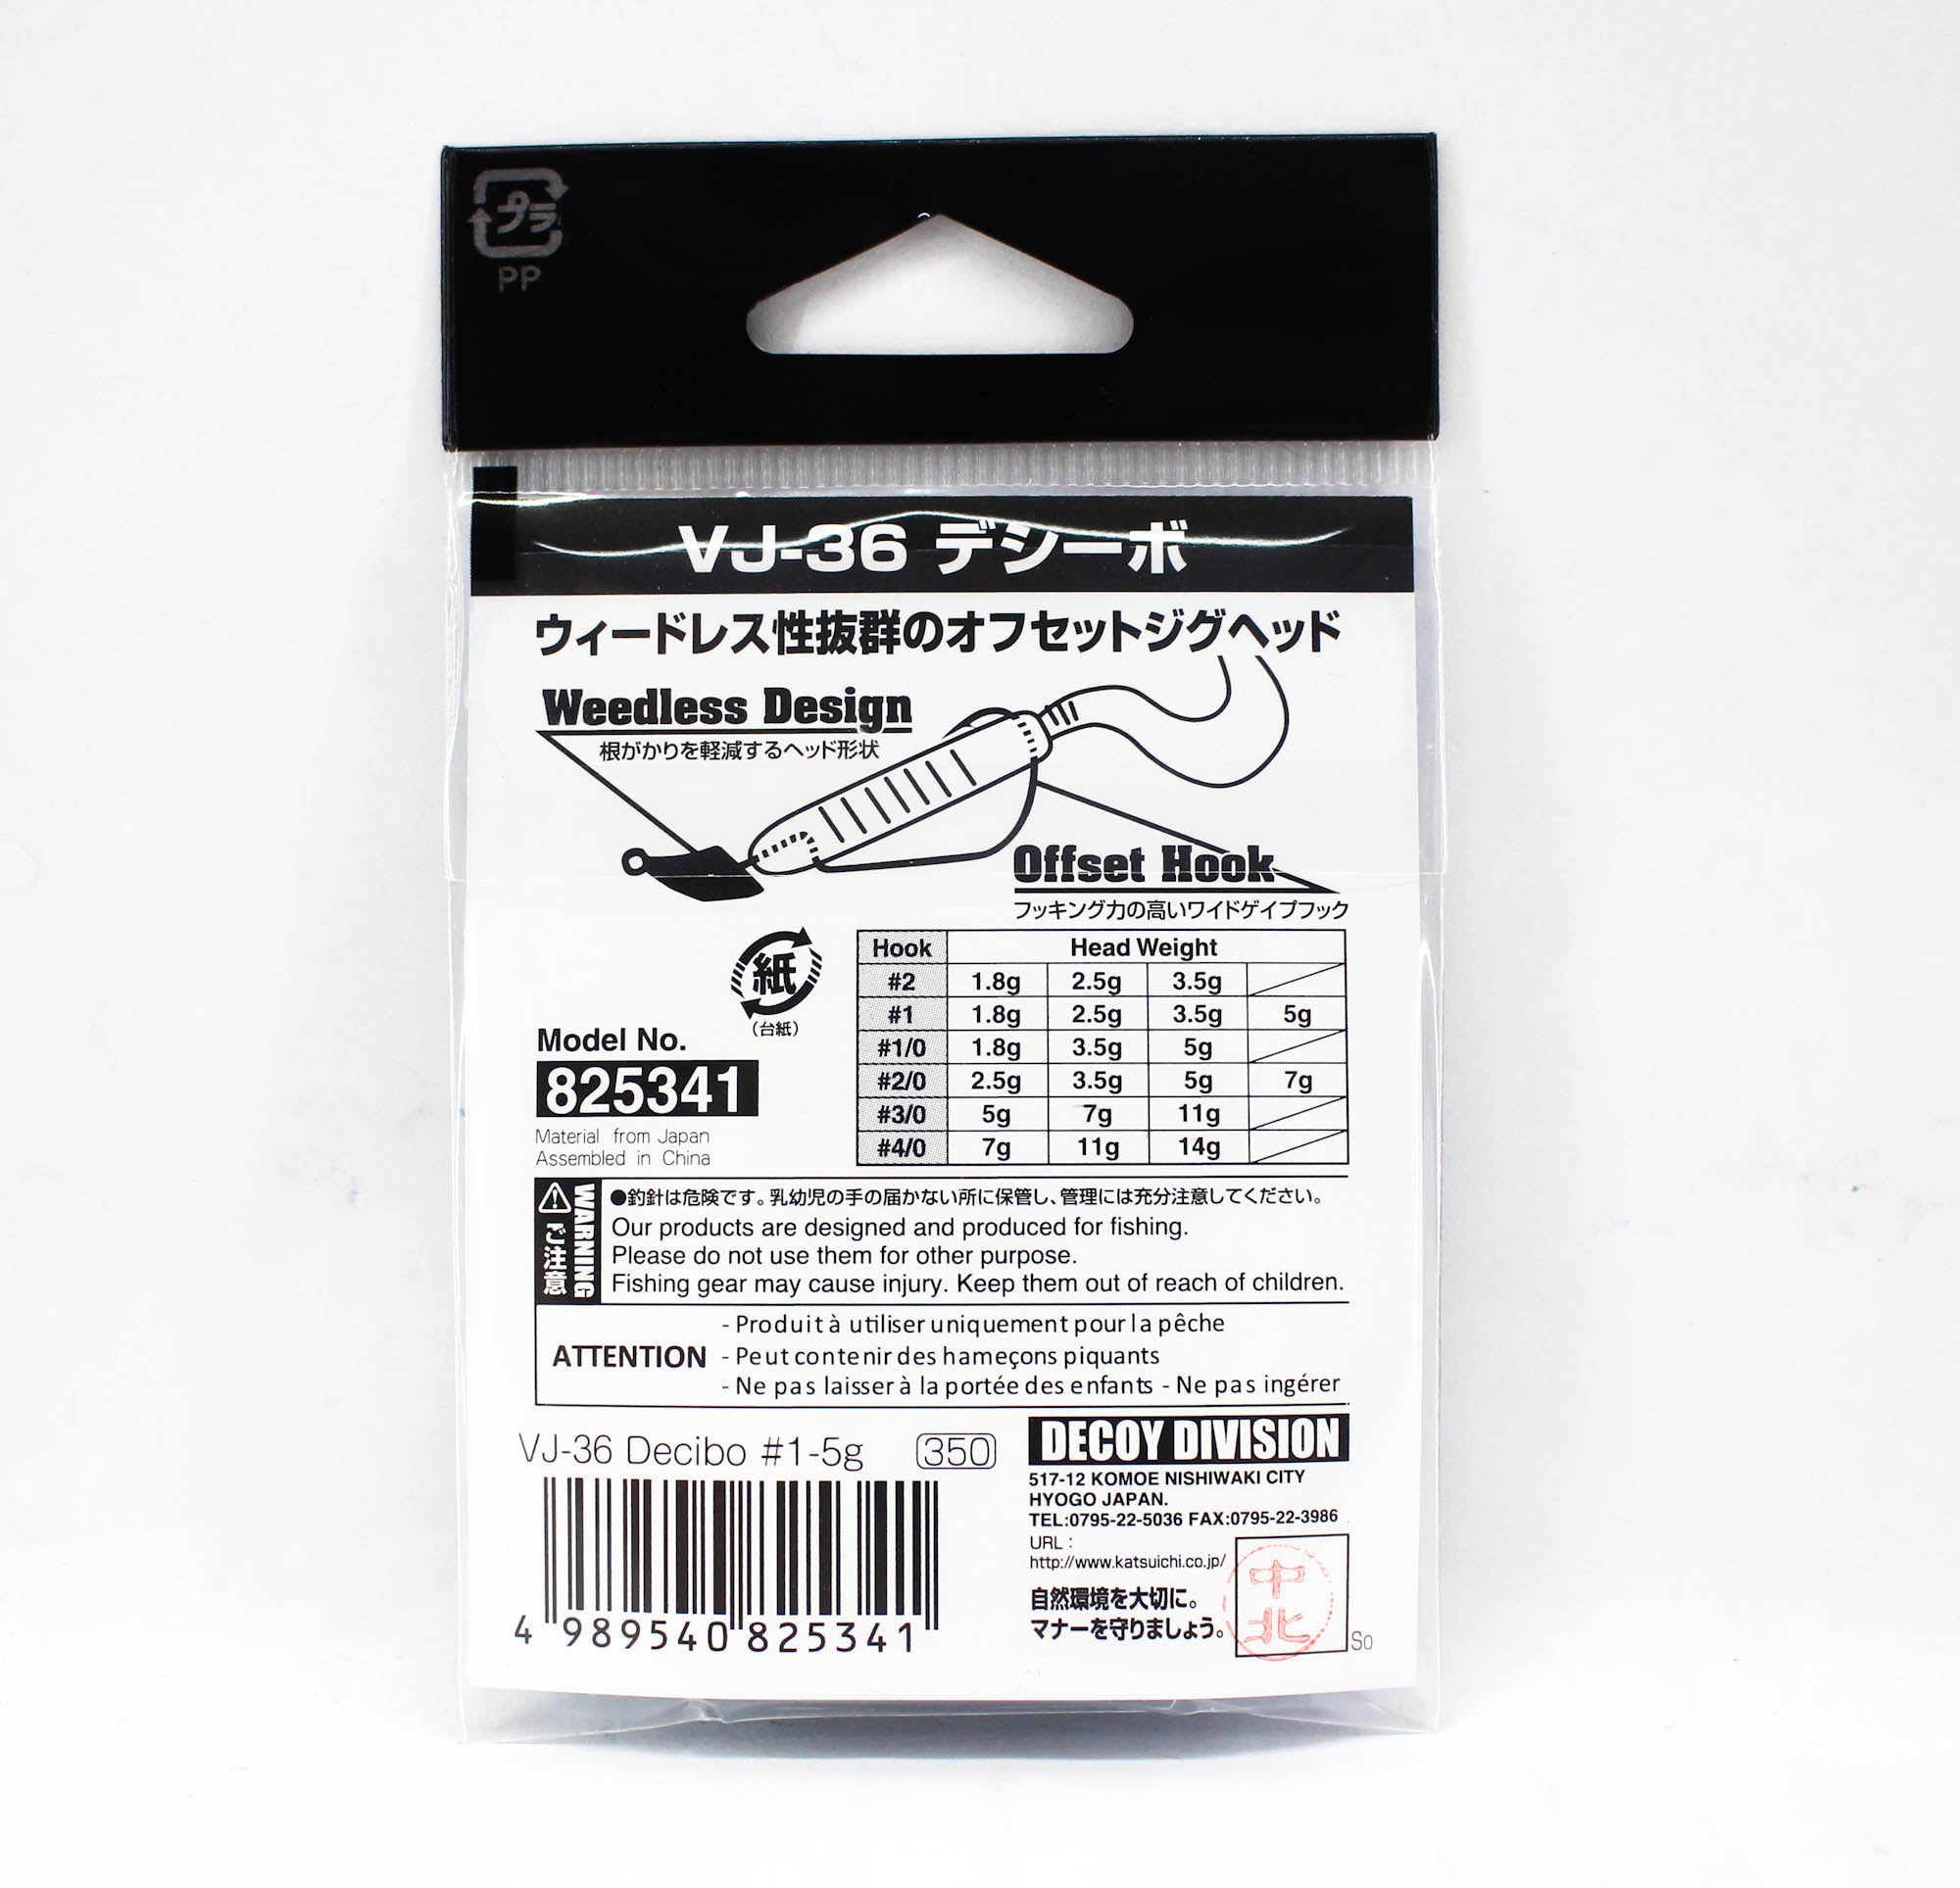 プラ
PP
VJ-36 デシーボ
ウィードレス性抜群のオフセットジグヘッド
Weedless Design
根がかりを軽減するヘッド形状
Offset Hook
フッキング力の高いワイドゲイプフック
紙
(台紙)
Hook Head Weight
#2 1.8g 2.5g 3.5g
#1 1.8g 2.5g 3.5g 5g
#1/0 1.8g 3.5g 5g
#2/0 2.5g 3.5g 5g 7g
#3/0 5g 7g 11g
#4/0 7g 11g 14g
Model No.
825341
Material from Japan
Assembled in China
WARNING
ご注意
●釣針は危険です。乳幼児の手の届かない所に保管し、管理には充分注意してください。
Our products are designed and produced for fishing.
Please do not use them for other purpose.
Fishing gear may cause injury. Keep them out of reach of children.
ATTENTION
- Produit à utiliser uniquement pour la pêche
- Peut contenir des hameçons piquants
- Ne pas laisser à la portée des enfants - Ne pas ingérer
VJ-36 Decibo #1-5g 350
4 989540 825341
DECOY DIVISION
517-12 KOMOE NISHIWAKI CITY
HYOGO JAPAN.
TEL:0795-22-5036 FAX:0795-22-3986
URL :
http://www.katsuichi.co.jp/
自然環境を大切に。
マナーを守りましょう。
中北
So